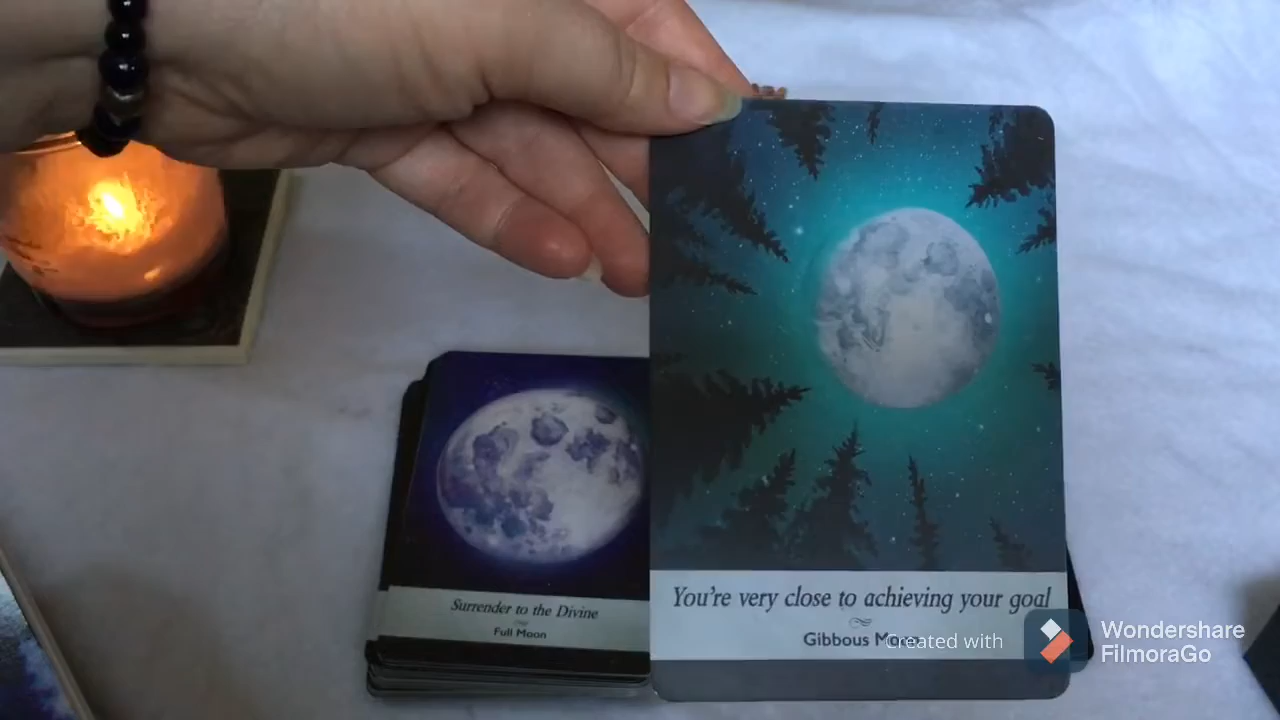 Surrender to the Divine
Full Moon
You're very close to achieving your goal
Gibbous Moon
Created with
Wondershare
FilmoraGo